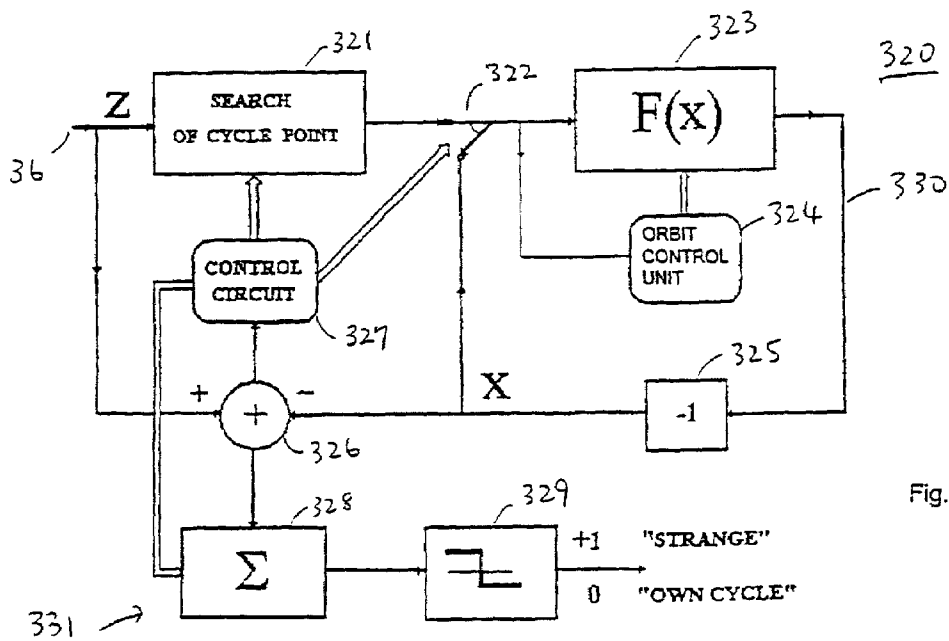 321
323
320
322
Z
SEARCH
OF CYCLE POINT
F(x)
36
330
324
ORBIT
CONTROL
UNIT
CONTROL
CIRCUIT
327
325
+
−
X
-1
+
326
Fig.
328
329
Σ
+1 "STRANGE"
0 "OWN CYCLE"
331